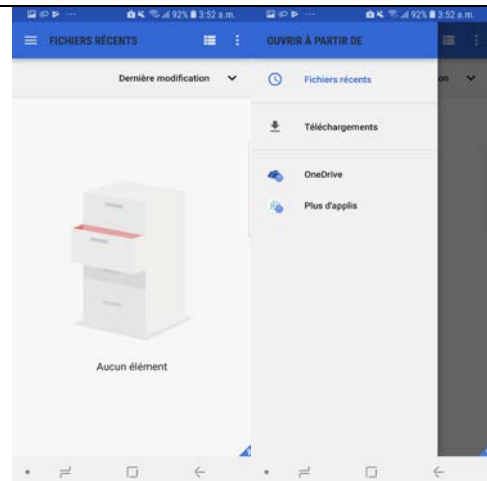 92% 3:52 a.m.
FICHIERS RÉCENTS
Dernière modification
Aucun élément
92% 3:52 a.m.
OUVRIR À PARTIR DE
on
Fichiers récents
Téléchargements
OneDrive
Plus d'applis